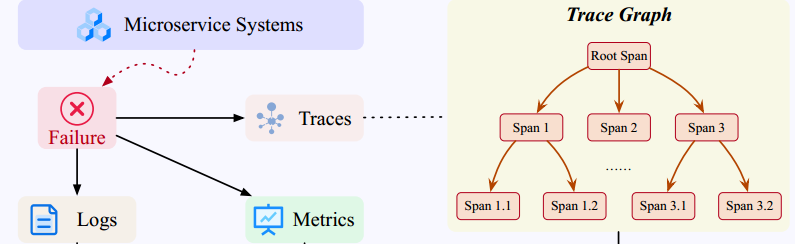 Microservice Systems
Failure
Traces
Logs
Metrics
Trace Graph
Root Span
Span 1
Span 2
Span 3
......
Span 1.1
Span 1.2
Span 3.1
Span 3.2